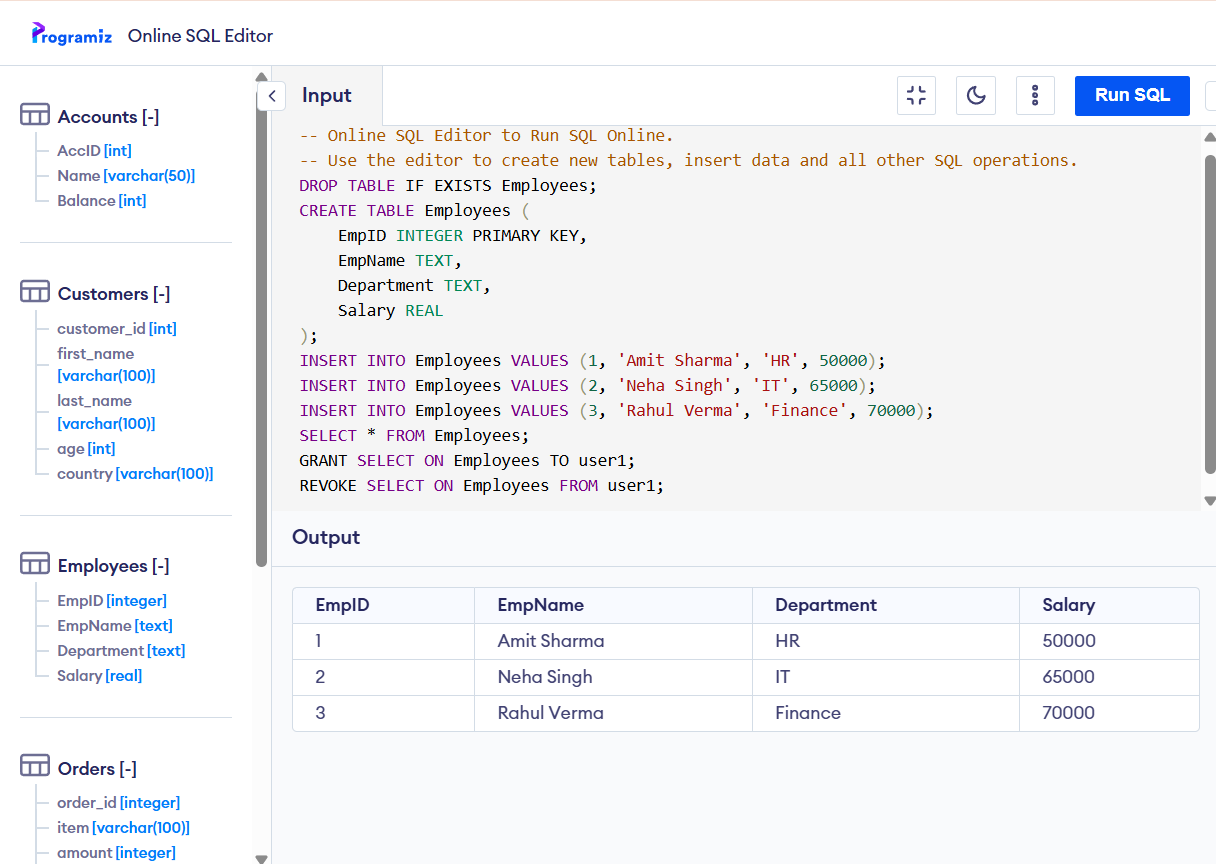 Programiz Online SQL Editor
Accounts [-]
AccID [int]
Name [varchar(50)]
Balance [int]
Customers [-]
customer_id [int]
first_name
[varchar(100)]
last_name
[varchar(100)]
age [int]
country [varchar(100)]
Employees [-]
EmpID [integer]
EmpName [text]
Department [text]
Salary [real]
Orders [-]
order_id [integer]
item [varchar(100)]
amount [integer]
Input
Run SQL
-- Online SQL Editor to Run SQL Online.
-- Use the editor to create new tables, insert data and all other SQL operations.
DROP TABLE IF EXISTS Employees;
CREATE TABLE Employees (
    EmpID INTEGER PRIMARY KEY,
    EmpName TEXT,
    Department TEXT,
    Salary REAL
);
INSERT INTO Employees VALUES (1, 'Amit Sharma', 'HR', 50000);
INSERT INTO Employees VALUES (2, 'Neha Singh', 'IT', 65000);
INSERT INTO Employees VALUES (3, 'Rahul Verma', 'Finance', 70000);
SELECT * FROM Employees;
GRANT SELECT ON Employees TO user1;
REVOKE SELECT ON Employees FROM user1;
Output
EmpID EmpName Department Salary
1 Amit Sharma HR 50000
2 Neha Singh IT 65000
3 Rahul Verma Finance 70000